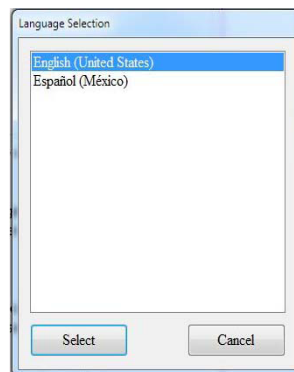 Language Selection
English (United States)
Español (México)
Select
Cancel